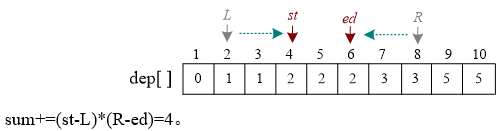 L st ed R
1 2 3 4 5 6 7 8 9 10
dep[ ] 0 1 1 2 2 2 3 3 5 5
sum+=(st-L)*(R-ed)=4。